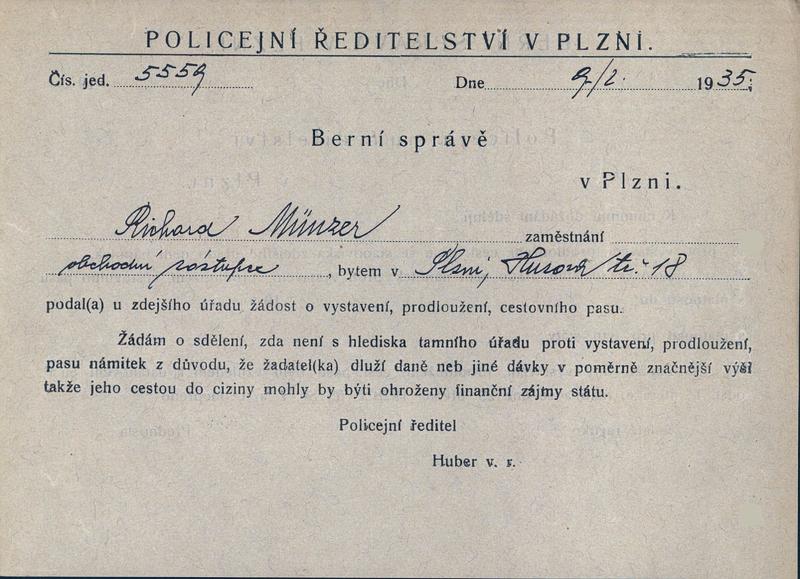 POLICEJNÍ ŘEDITELSTVÍ V PLZNI.
Čís. jed. 5559 Dne 9/2. 1935;
Berní správě
v Plzni.
Richard Münzer zaměstnání
obchodní zástupce, bytem v Plzni, Husova tř. 18
podal(a) u zdejšího úřadu žádost o vystavení, prodloužení, cestovního pasu.
Žádám o sdělení, zda není s hlediska tamního úřadu proti vystavení, prodloužení,
pasu námitek z důvodu, že žadatel(ka) dluží daně neb jiné dávky v poměrně značnější výši
takže jeho cestou do ciziny mohly by býti ohroženy finanční zájmy státu.
Policejní ředitel
Huber v. r.